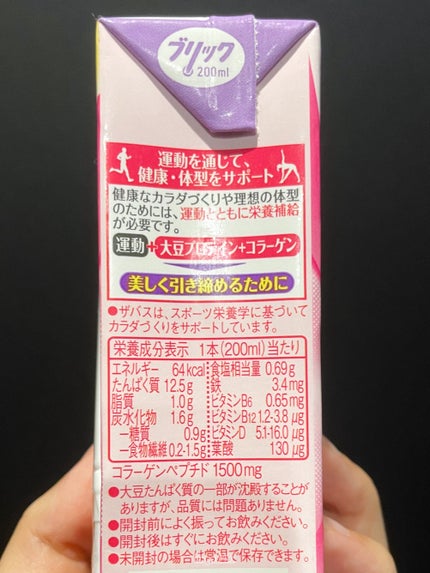 ブリック
200ml
運動を通じて、
健康・体型をサポート
健康なカラダづくりや理想の体型
のためには、運動とともに栄養補給
が必要です。
運動+大豆プロテイン+コラーゲン
美しく引き締めるために
●ザバスは、スポーツ栄養学に基づいて
カラダづくりをサポートしています。
栄養成分表示 1本(200ml)当たり
エネルギー 64kcal 食塩相当量 0.69g
たんぱく質 12.5g 鉄 3.4mg
脂質 1.0g ビタミンB6 0.65mg
炭水化物 1.6g ビタミンB12 1.2-3.8μg
―糖質 0.9g ビタミンD 5.1-16.0μg
―食物繊維 0.2-1.5g 葉酸 130μg
コラーゲンペプチド 1500mg
●大豆たんぱく質の一部が沈殿することが
ありますが、品質には問題ありません。
●開封前によく振ってお飲みください。
●開封後はすぐにお飲みください。
●未開封の場合は常温で保存できます。